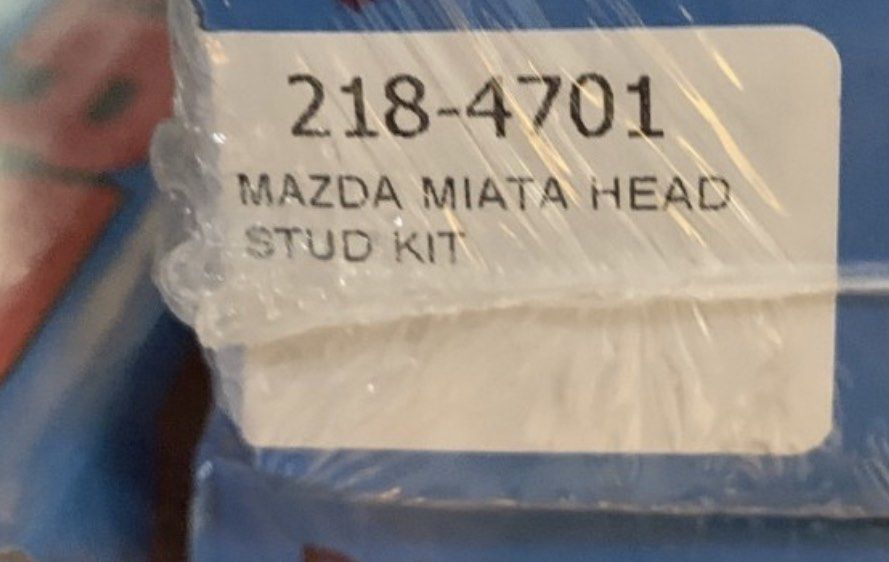 218-4701
MAZDA MIATA HEAD
STUD KIT